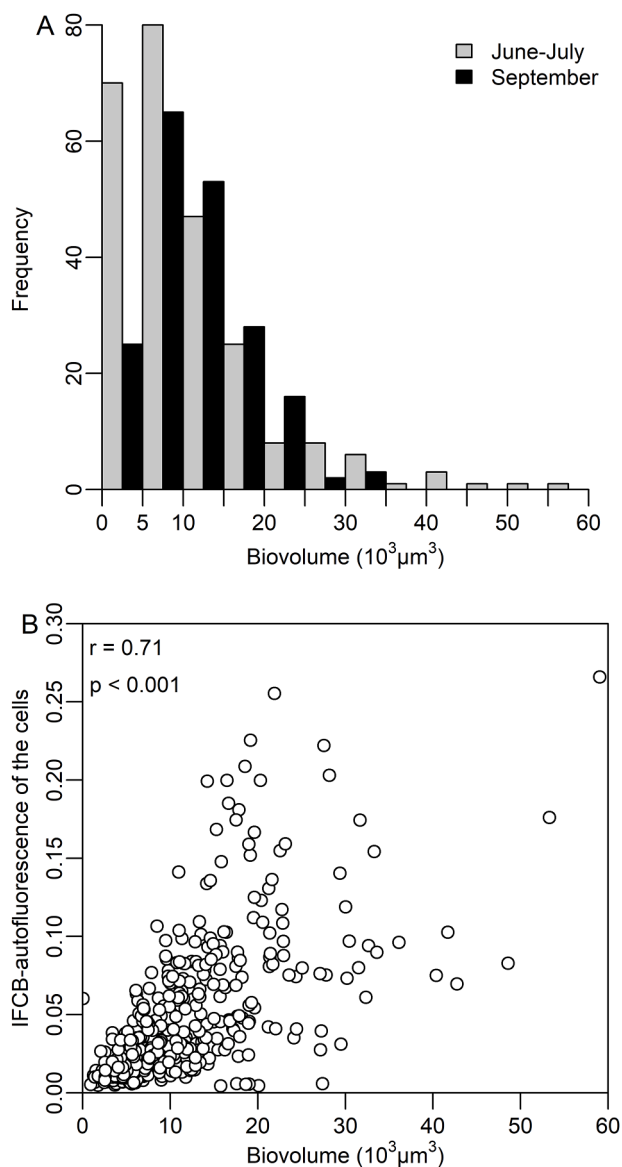 A
June-July
September
Frequency
80
60
40
20
0
0 5 10 20 30 40 50 60
Biovolume (10³µm³)
B
r = 0.71
p < 0.001
IFCB-autofluorescence of the cells
0.30
0.25
0.20
0.15
0.10
0.05
0.00
0 10 20 30 40 50 60
Biovolume (10³µm³)